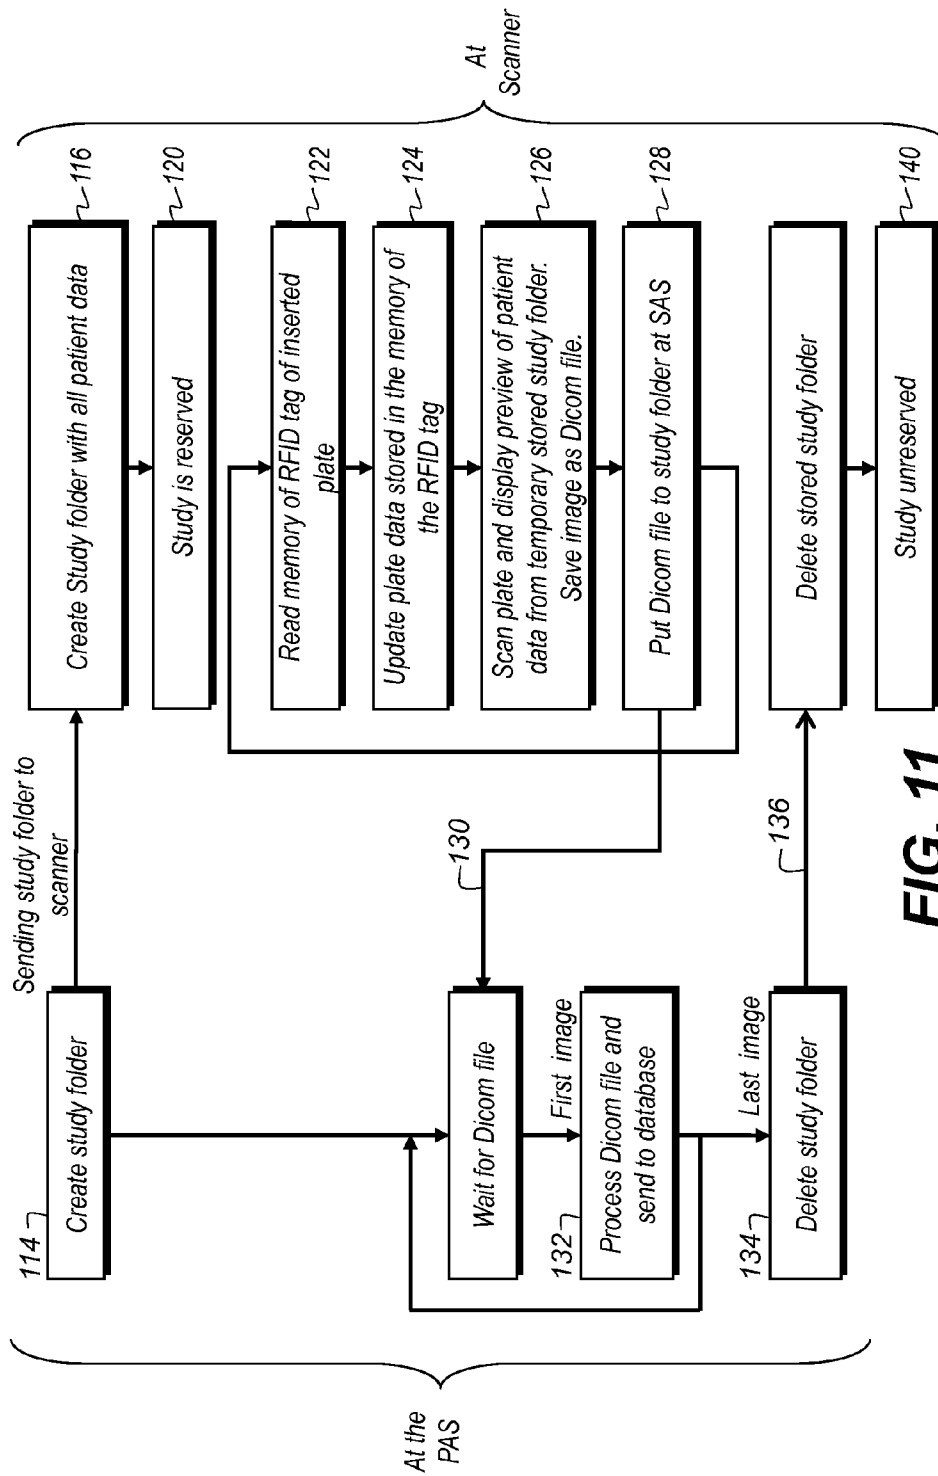 At the
PAS
114
Create study folder
Sending study folder to
scanner
Wait for Dicom file
First image
132
Process Dicom file and
send to database
Last image
134
Delete study folder
130
136
Create Study folder with all patient data
116
Study is reserved
120
Read memory of RFID tag of inserted
plate
122
Update plate data stored in the memory of
the RFID tag
124
Scan plate and display preview of patient
data from temporary stored study folder.
Save image as Dicom file.
126
Put Dicom file to study folder at SAS
128
Delete stored study folder
Study unreserved
140
At
Scanner
FIG. 11